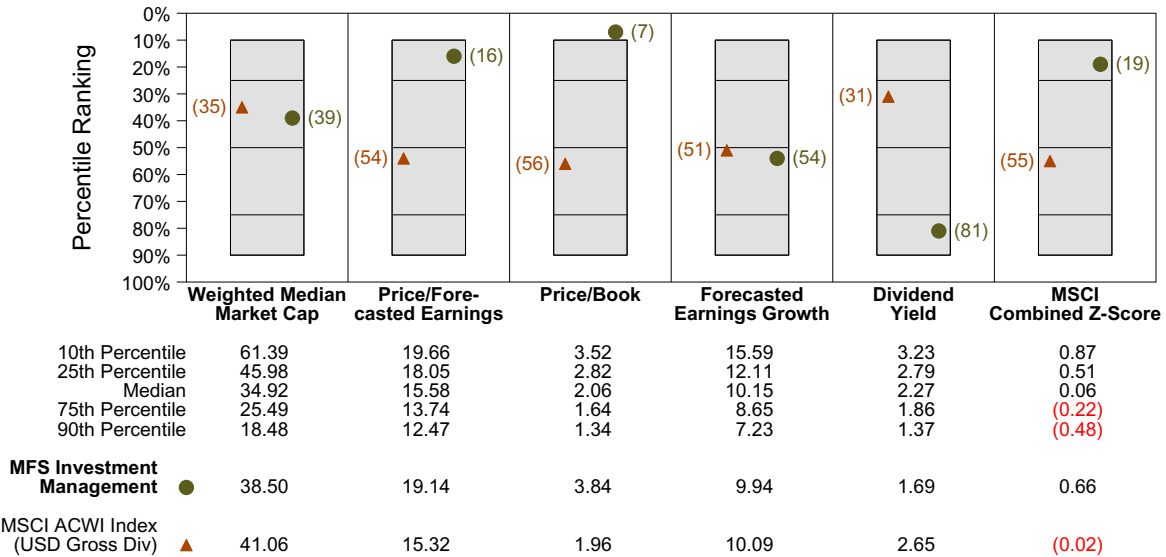 0%
10%
20%
30%
40%
50%
60%
70%
80%
90%
100%
Percentile Ranking
(35)
(39)
(16)
(54)
(7)
(56)
(51)
(54)
(31)
(81)
(19)
(55)
Weighted Median
Market Cap
Price/Fore-
casted Earnings
Price/Book
Forecasted
Earnings Growth
Dividend
Yield
MSCI
Combined Z-Score
10th Percentile 61.39 19.66 3.52 15.59 3.23 0.87
25th Percentile 45.98 18.05 2.82 12.11 2.79 0.51
Median 34.92 15.58 2.06 10.15 2.27 0.06
75th Percentile 25.49 13.74 1.64 8.65 1.86 (0.22)
90th Percentile 18.48 12.47 1.34 7.23 1.37 (0.48)
MFS Investment
Management 38.50 19.14 3.84 9.94 1.69 0.66
MSCI ACWI Index
(USD Gross Div) 41.06 15.32 1.96 10.09 2.65 (0.02)